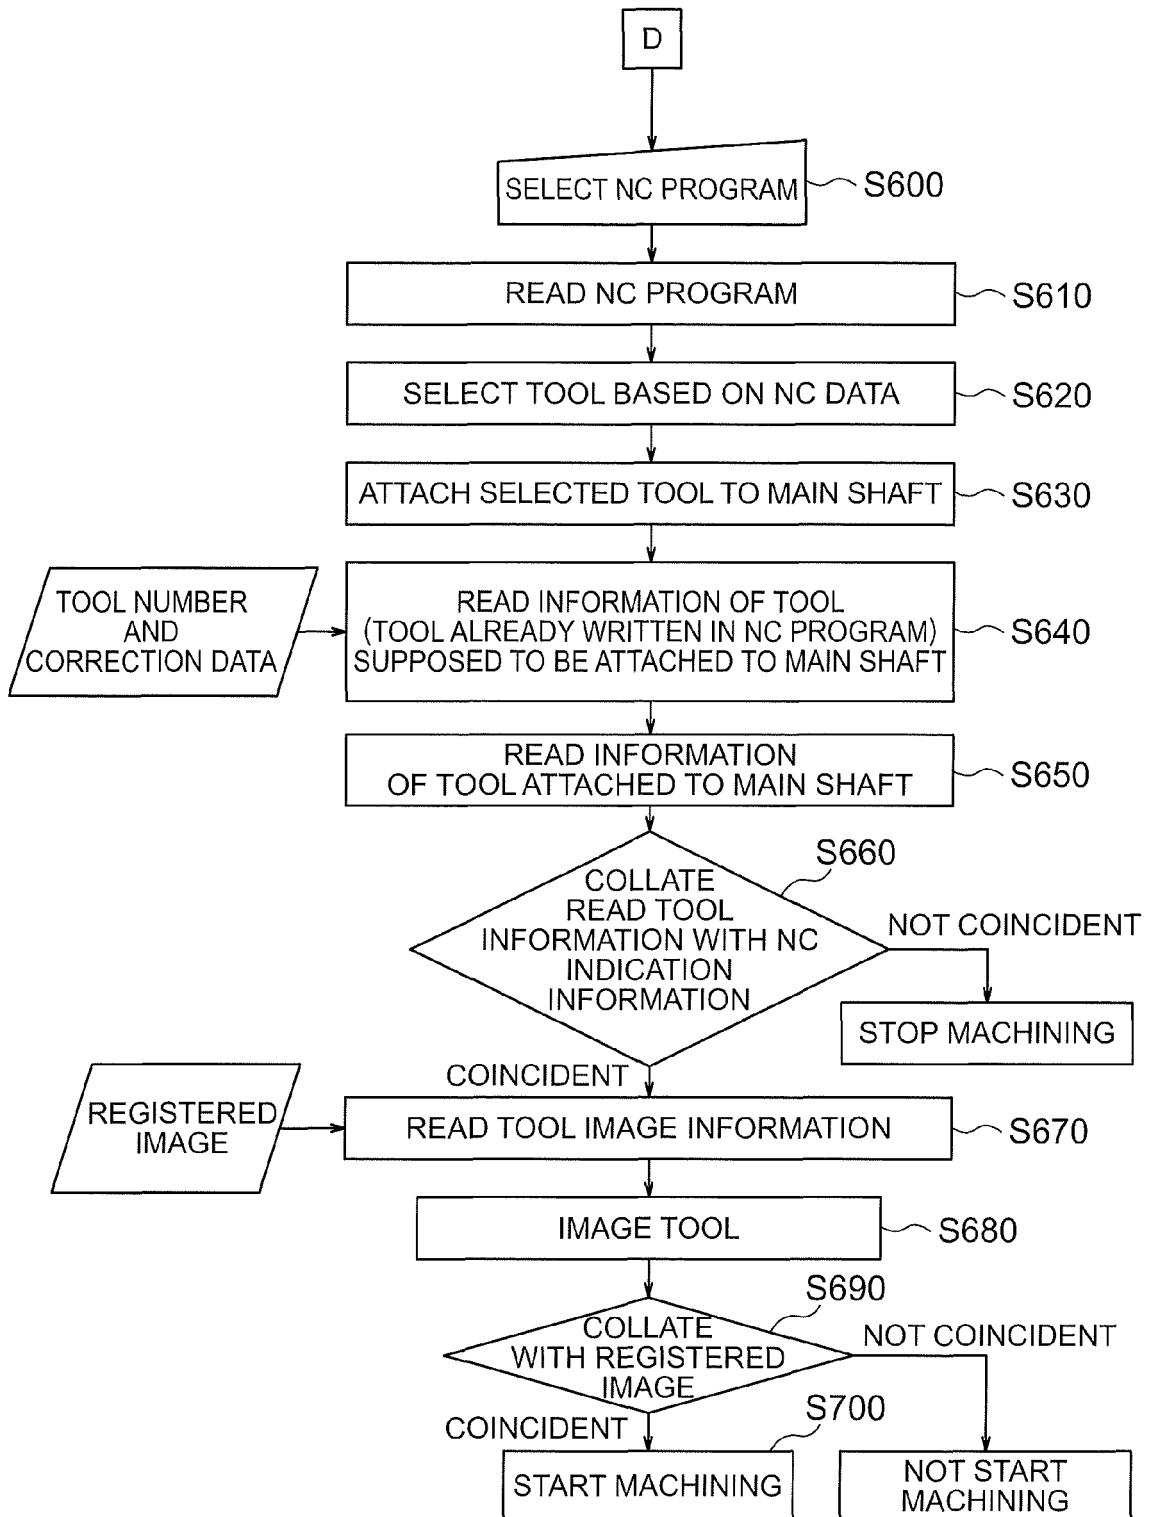 D
SELECT NC PROGRAM
S600
READ NC PROGRAM
S610
SELECT TOOL BASED ON NC DATA
S620
ATTACH SELECTED TOOL TO MAIN SHAFT
S630
TOOL NUMBER
AND
CORRECTION DATA
READ INFORMATION OF TOOL
(TOOL ALREADY WRITTEN IN NC PROGRAM)
SUPPOSED TO BE ATTACHED TO MAIN SHAFT
S640
READ INFORMATION
OF TOOL ATTACHED TO MAIN SHAFT
S650
S660
COLLATE
READ TOOL
INFORMATION WITH NC
INDICATION
INFORMATION
NOT COINCIDENT
STOP MACHINING
COINCIDENT
REGISTERED
IMAGE
READ TOOL IMAGE INFORMATION
S670
IMAGE TOOL
S680
S690
COLLATE
WITH REGISTERED
IMAGE
NOT COINCIDENT
COINCIDENT
S700
START MACHINING
NOT START
MACHINING